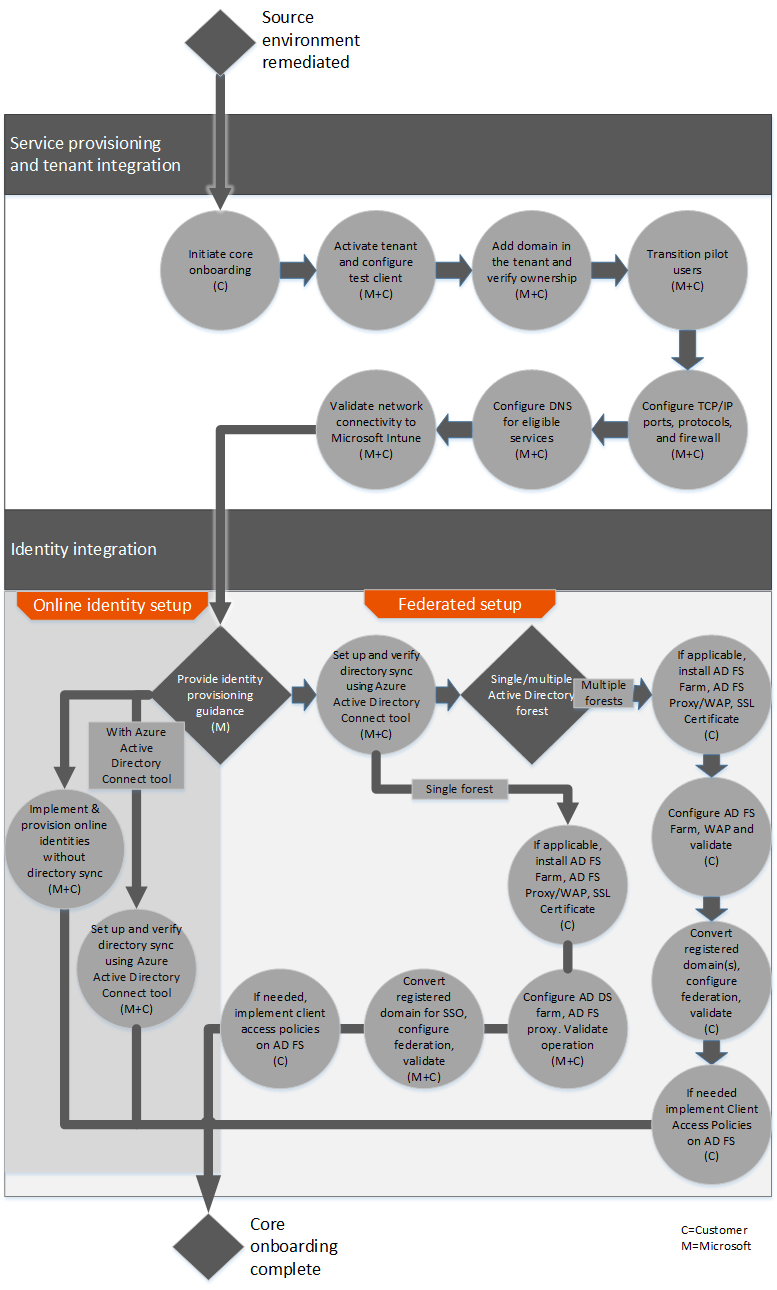 Source
environment
remediated
Service provisioning
and tenant integration
Initiate core
onboarding
(C)
Activate tenant
and configure
test client
(M+C)
Add domain in
the tenant and
verify ownership
(M+C)
Transition pilot
users
(M+C)
Validate network
connectivity to
Microsoft Intune
(M+C)
Configure DNS
for eligible
services
(M+C)
Configure TCP/IP
ports, protocols,
and firewall
(M+C)
Identity integration
Online identity setup
Federated setup
Provide identity
provisioning
guidance
(M)
Set up and verify
directory sync
using Azure
Active Directory
Connect tool
(M+C)
Single/multiple
Active Directory
forest
Multiple
forests
If applicable,
install AD FS
Farm, AD FS
Proxy/WAP, SSL
Certificate
(C)
With Azure
Active
Directory
Connect tool
Single forest
Implement &
provision online
identities
without
directory sync
(M+C)
If applicable,
install AD FS
Farm, AD FS
Proxy/WAP, SSL
Certificate
(C)
Configure AD FS
Farm, WAP and
validate
(C)
Set up and verify
directory sync
using Azure
Active Directory
Connect tool
(M+C)
Convert
registered
domain(s),
configure
federation,
validate
(C)
If needed,
implement client
access policies
on AD FS
(C)
Convert
registered
domain for SSO,
configure
federation,
validate
(M+C)
Configure AD DS
farm, AD FS
proxy. Validate
operation
(M+C)
If needed
implement Client
Access Policies
on AD FS
(C)
Core
onboarding
complete
C=Customer
M=Microsoft